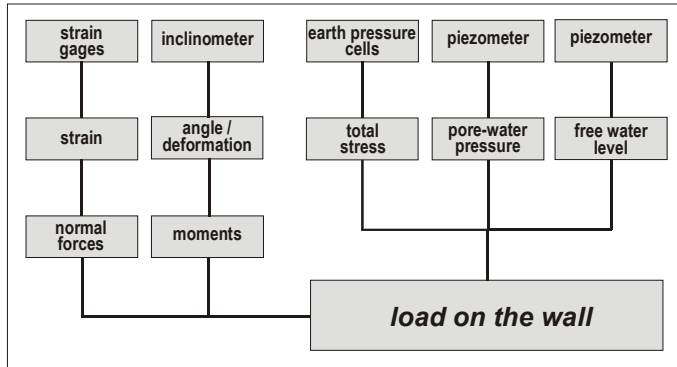 strain
gages
inclinometer
earth pressure
cells
piezometer
piezometer
strain
angle /
deformation
total
stress
pore-water
pressure
free water
level
normal
forces
moments
load on the wall